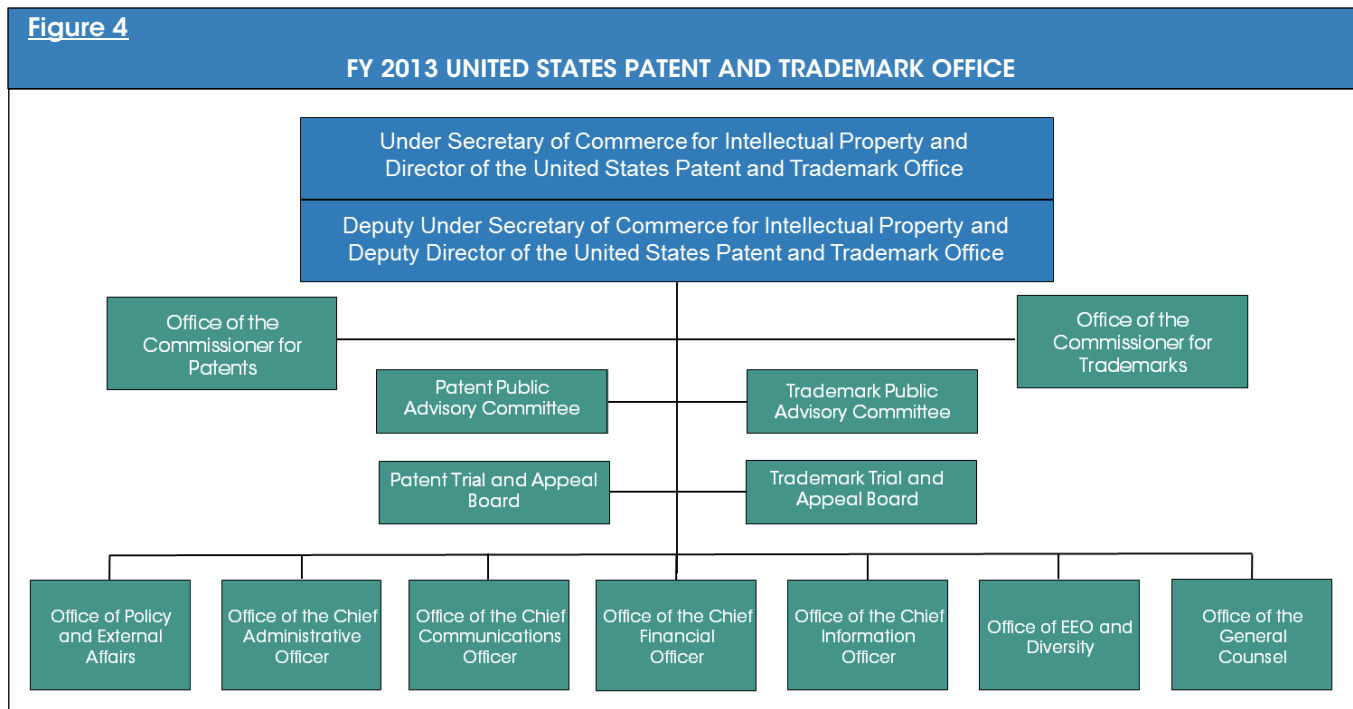 Figure 4
FY 2013 UNITED STATES PATENT AND TRADEMARK OFFICE
Under Secretary of Commerce for Intellectual Property and
Director of the United States Patent and Trademark Office
Deputy Under Secretary of Commerce for Intellectual Property and
Deputy Director of the United States Patent and Trademark Office
Office of the
Commissioner for
Patents
Office of the
Commissioner for
Trademarks
Patent Public
Advisory Committee
Trademark Public
Advisory Committee
Patent Trial and Appeal
Board
Trademark Trial and
Appeal Board
Office of Policy
and External
Affairs
Office of the Chief
Administrative
Officer
Office of the Chief
Communications
Officer
Office of the Chief
Financial
Officer
Office of the Chief
Information
Officer
Office of EEO and
Diversity
Office of the
General
Counsel